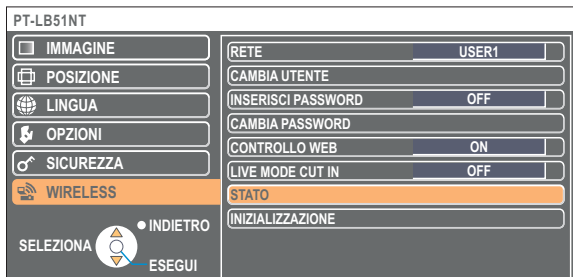 PT-LB51NT
IMMAGINE
POSIZIONE
LINGUA
OPZIONI
SICUREZZA
WIRELESS
INDIETRO
SELEZIONA
ESEGUI
RETE USER1
CAMBIA UTENTE
INSERISCI PASSWORD OFF
CAMBIA PASSWORD
CONTROLLO WEB ON
LIVE MODE CUT IN OFF
STATO
INIZIALIZZAZIONE